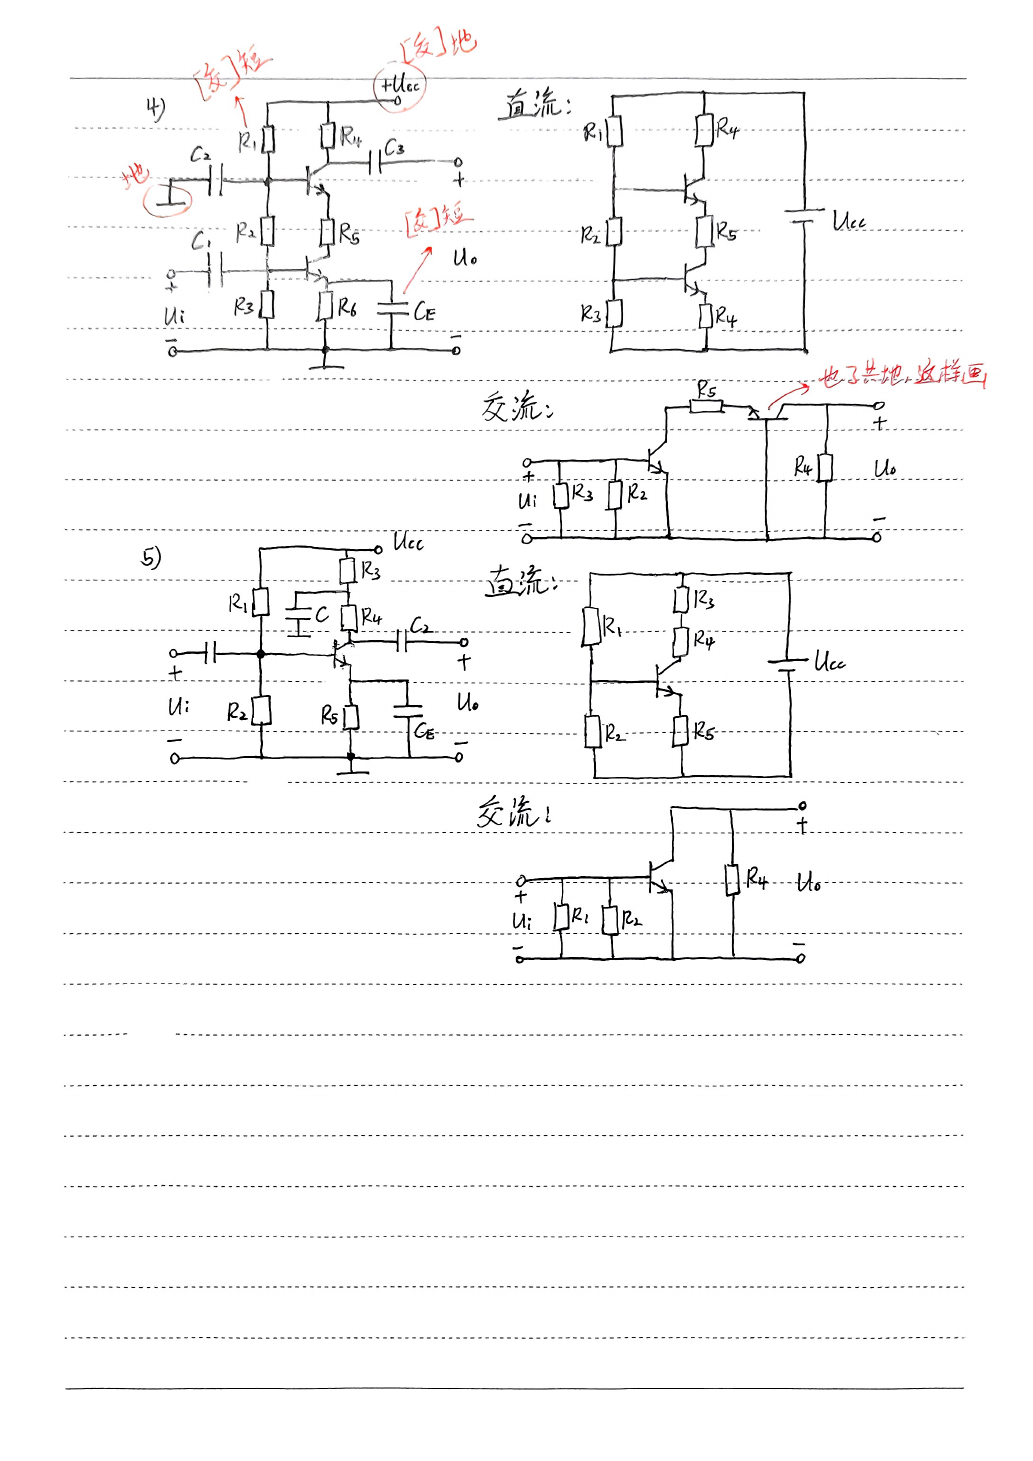 [交]短
[交]地
4)
+Ucc
直流:
R1
R4
C3
R1
R4
C2
地
+
R2
R5
[交]短
R2
R5
Ucc
C1
Uo
+
Ui
R3
R6
CE
R3
R4
−
−
也了共地,这样画
交流:
R5
+
+
R3
R2
R4
Uo
Ui
−
−
5)
Ucc
R3
直流:
R3
R1
C
R4
C2
R1
R4
+
+
Ucc
Ui
R2
R5
Uo
CE
R2
R5
−
−
交流:
+
+
R4
Uo
Ui
R1
R2
−
−